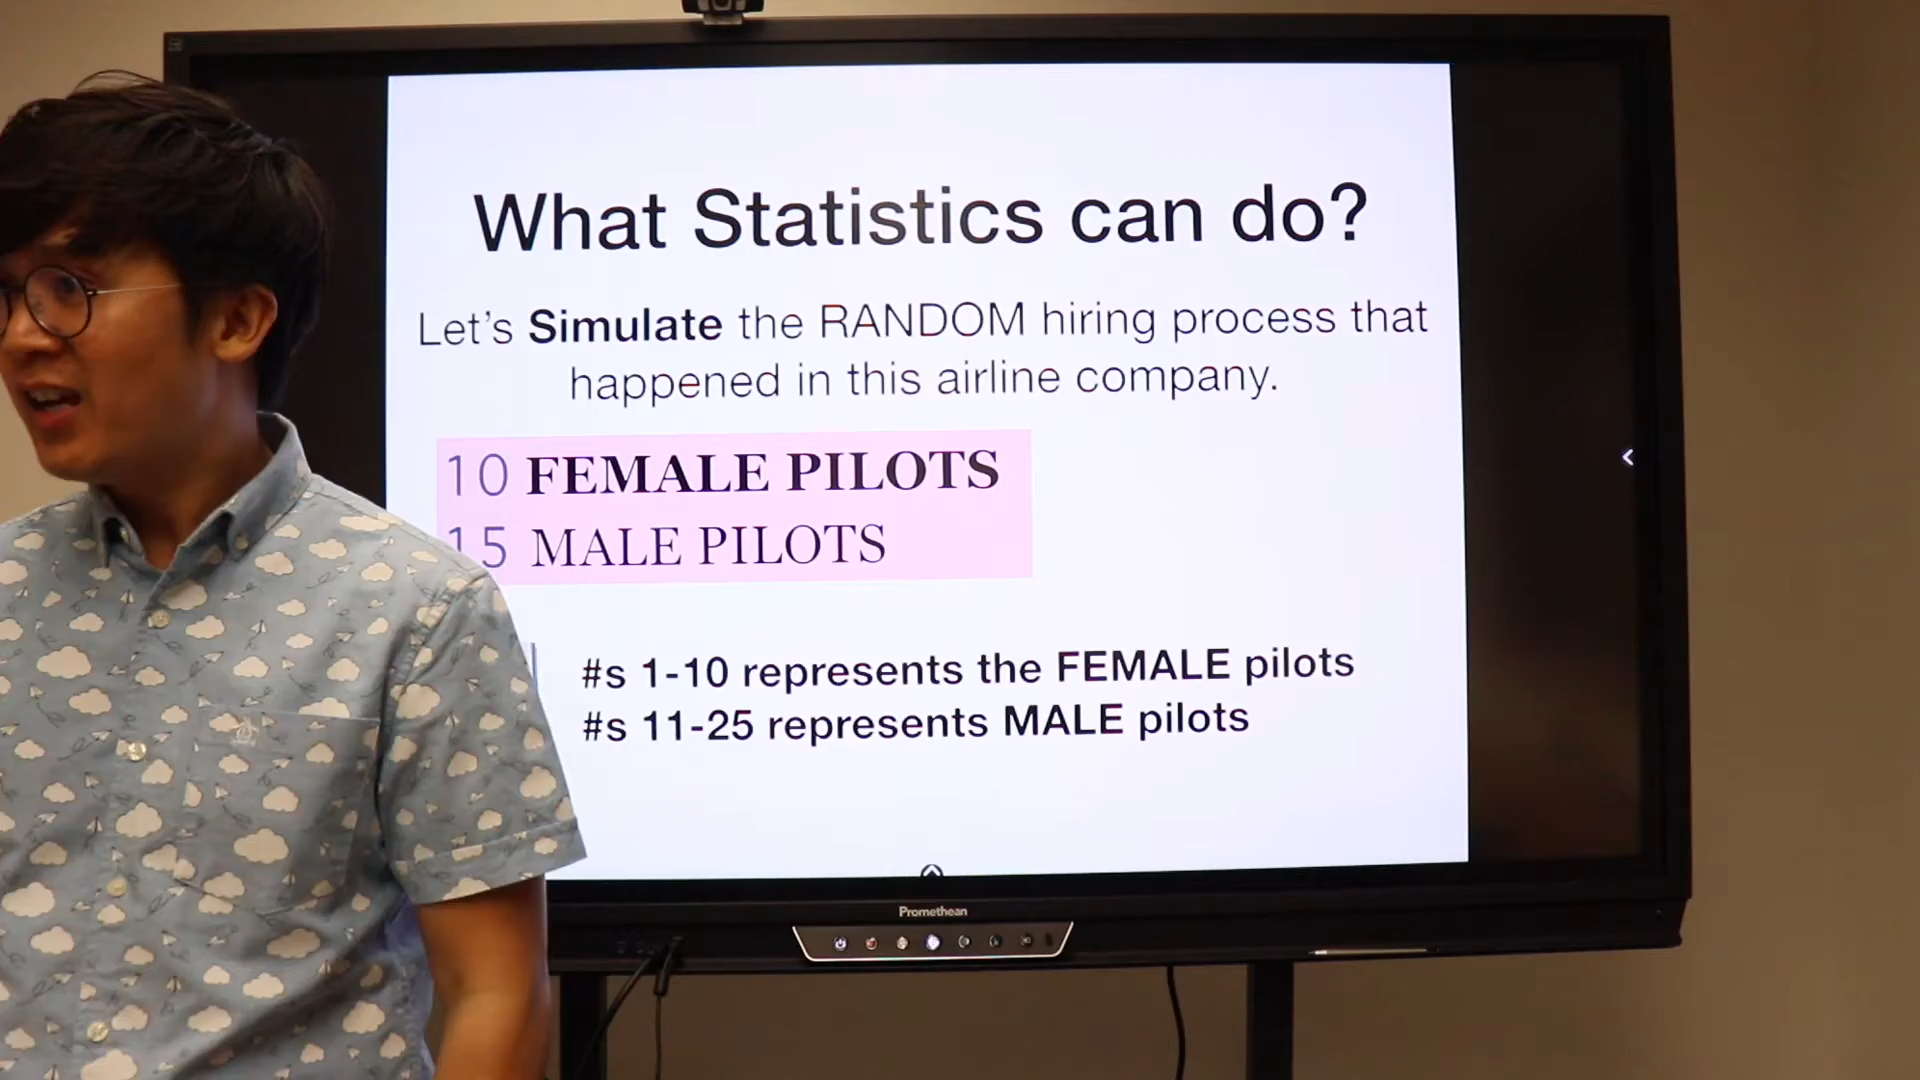 What Statistics can do?
Let's Simulate the RANDOM hiring process that
happened in this airline company.
10 FEMALE PILOTS
15 MALE PILOTS
#s 1-10 represents the FEMALE pilots
#s 11-25 represents MALE pilots
Promethean